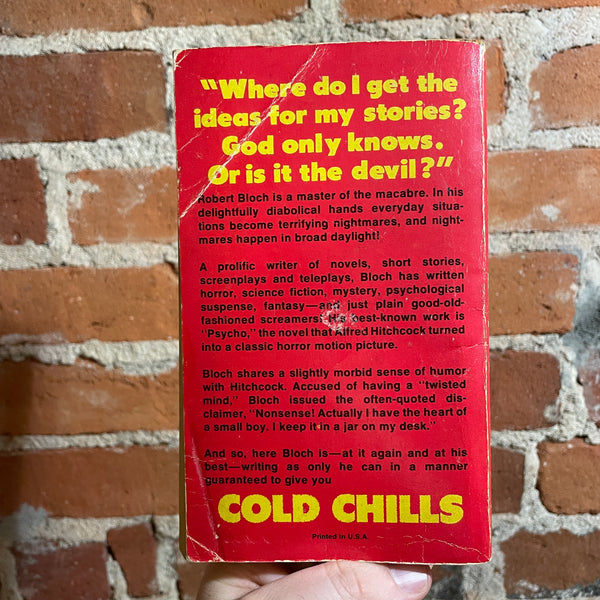 "Where do I get the
ideas for my stories?
God only knows.
Or is it the devil?"
Robert Bloch is a master of the macabre. In his
delightfully diabolical hands everyday situa-
tions become terrifying nightmares, and night-
mares happen in broad daylight!
A prolific writer of novels, short stories,
screenplays and teleplays, Bloch has written
horror, science fiction, mystery, psychological
suspense, fantasy—and just plain good-old-
fashioned screamers! His best-known work is
"Psycho," the novel that Alfred Hitchcock turned
into a classic horror motion picture.
Bloch shares a slightly morbid sense of humor
with Hitchcock. Accused of having a "twisted
mind," Bloch issued the often-quoted dis-
claimer, "Nonsense! Actually I have the heart of
a small boy. I keep it in a jar on my desk."
And so, here Bloch is—at it again and at his
best—writing as only he can in a manner
guaranteed to give you
COLD CHILLS
Printed in U.S.A.